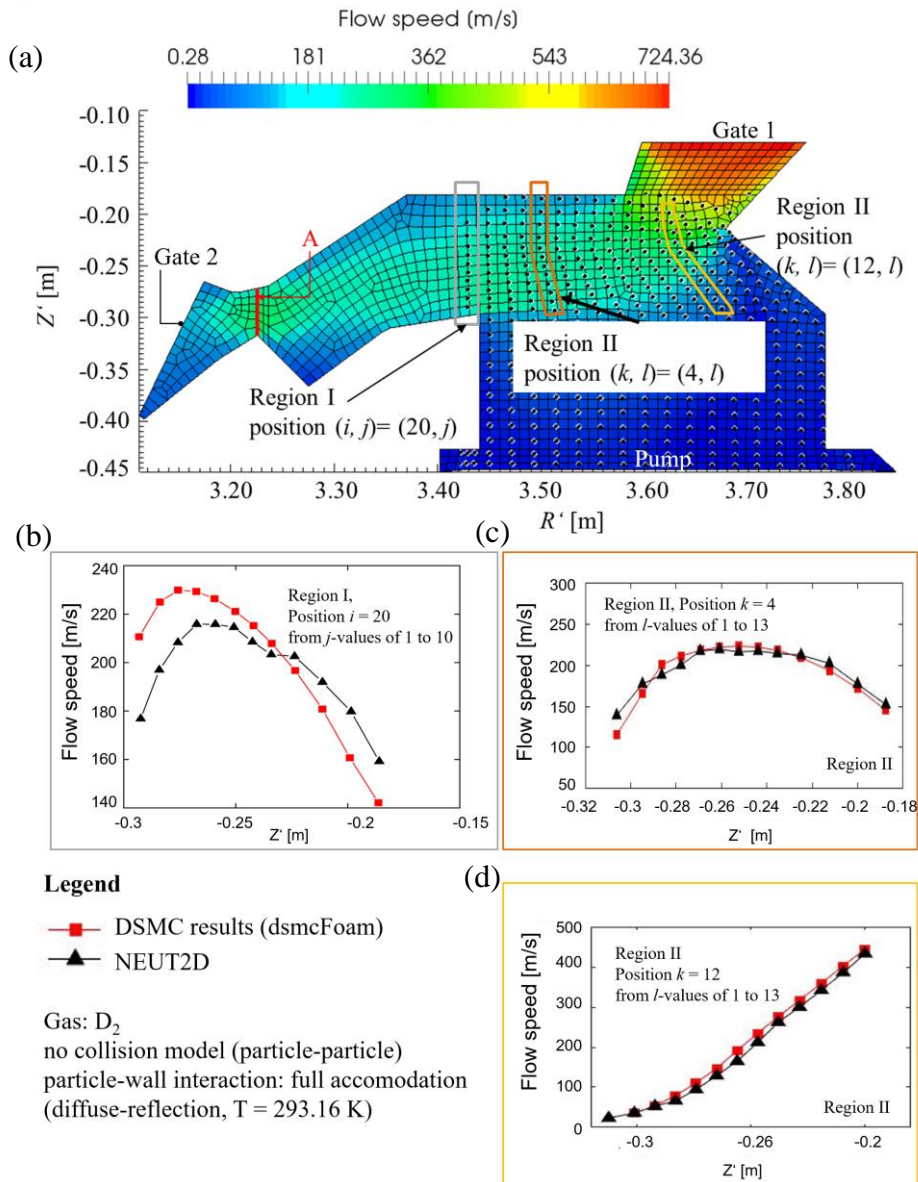 (a)
Flow speed [m/s]
0.28 181 362 543 724.36
-0.10
-0.15
-0.20
-0.25
-0.30
-0.35
-0.40
-0.45
Z' [m]
Gate 1
Region II
position
(k, l)= (12, l)
A
Gate 2
Region II
position (k, l)= (4, l)
Region I
position (i, j)= (20, j)
Pump
3.20 3.30 3.40 3.50 3.60 3.70 3.80
R' [m]
(b)
240
220
200
180
160
140
Flow speed [m/s]
Region I,
Position i = 20
from j-values of 1 to 10
-0.3 -0.25 -0.2 -0.15
Z' [m]
(c)
300
250
200
150
100
50
Flow speed [m/s]
Region II, Position k = 4
from l-values of 1 to 13
Region II
-0.32 -0.3 -0.28 -0.26 -0.24 -0.22 -0.2 -0.18
Z' [m]
Legend
DSMC results (dsmcFoam)
NEUT2D
Gas: D2
no collision model (particle-particle)
particle-wall interaction: full accomodation
(diffuse-reflection, T = 293.16 K)
(d)
500
400
300
200
100
0
Flow speed [m/s]
Region II
Position k = 12
from l-values of 1 to 13
Region II
-0.3 -0.26 -0.2
Z' [m]